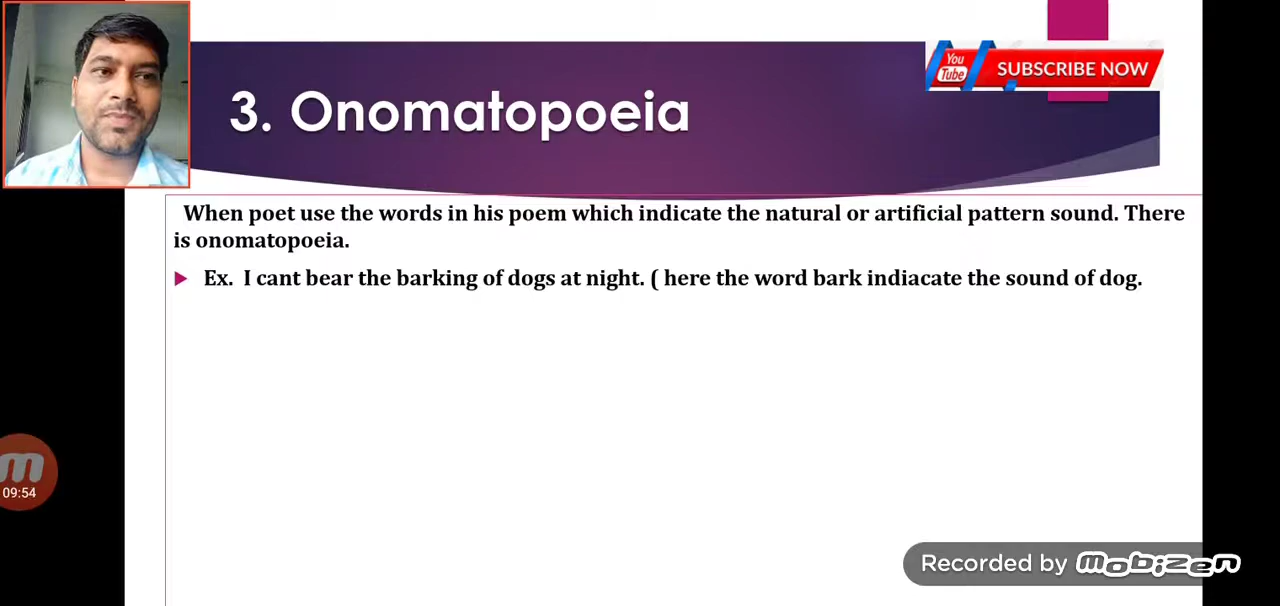 You
Tube
SUBSCRIBE NOW
3. Onomatopoeia
When poet use the words in his poem which indicate the natural or artificial pattern sound. There
is onomatopoeia.
Ex. I cant bear the barking of dogs at night. ( here the word bark indiacate the sound of dog.
m
09:54
Recorded by mobizen